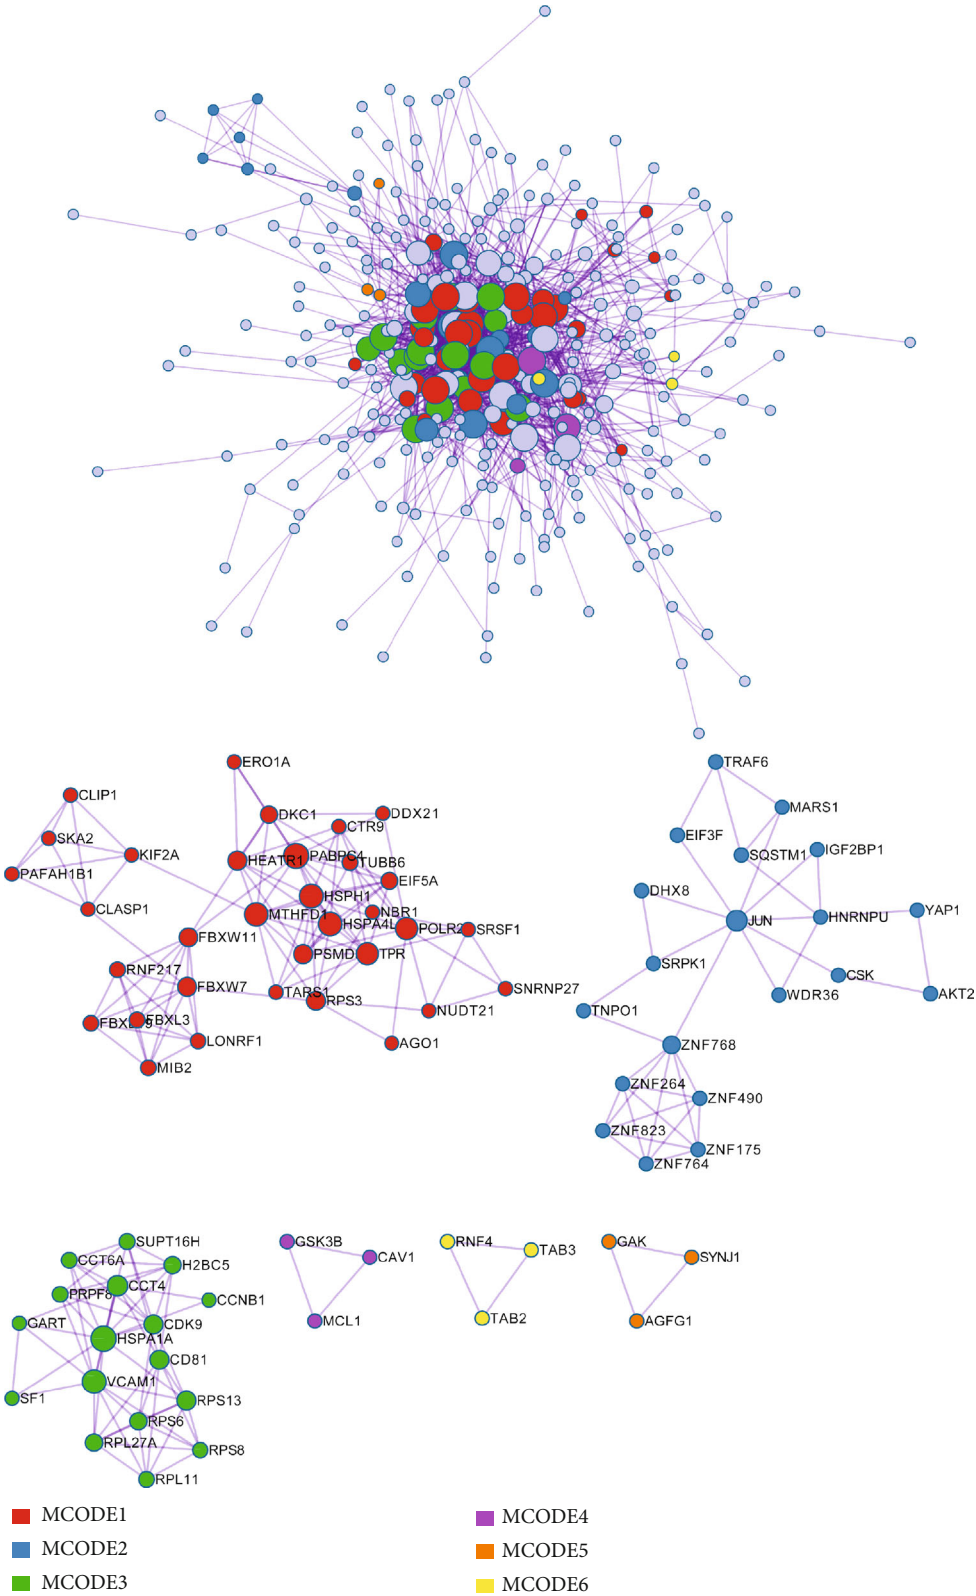 ERO1A
CLIP1
DKC1
DDX21
SKA2
CTR9
KIF2A
HEATR1
PABPC4
TUBB6
PAFAH1B1
EIF5A
HSPH1
CLASP1
MTHFD1
NBR1
HSPA4L
POLR2
SRSF1
FBXW11
PSMD
TPR
RNF217
FBXW7
TARS1
RPS3
SNRNP27
NUDT21
FBXL3
LONRF1
AGO1
MIB2
TRAF6
MARS1
EIF3F
SQSTM1
IGF2BP1
DHX8
JUN
HNRNPU
YAP1
SRPK1
CSK
WDR36
AKT2
TNPO1
ZNF768
ZNF264
ZNF490
ZNF823
ZNF175
ZNF764
SUPT16H
CCT6A
H2BC5
CCT4
PRPF8
CCNB1
GART
CDK9
HSPA1A
CD81
VCAM1
SF1
RPS13
RPS6
RPL27A
RPS8
RPL11
GSK3B
CAV1
MCL1
RNF4
TAB3
TAB2
GAK
SYNJ1
AGFG1
MCODE1
MCODE2
MCODE3
MCODE4
MCODE5
MCODE6